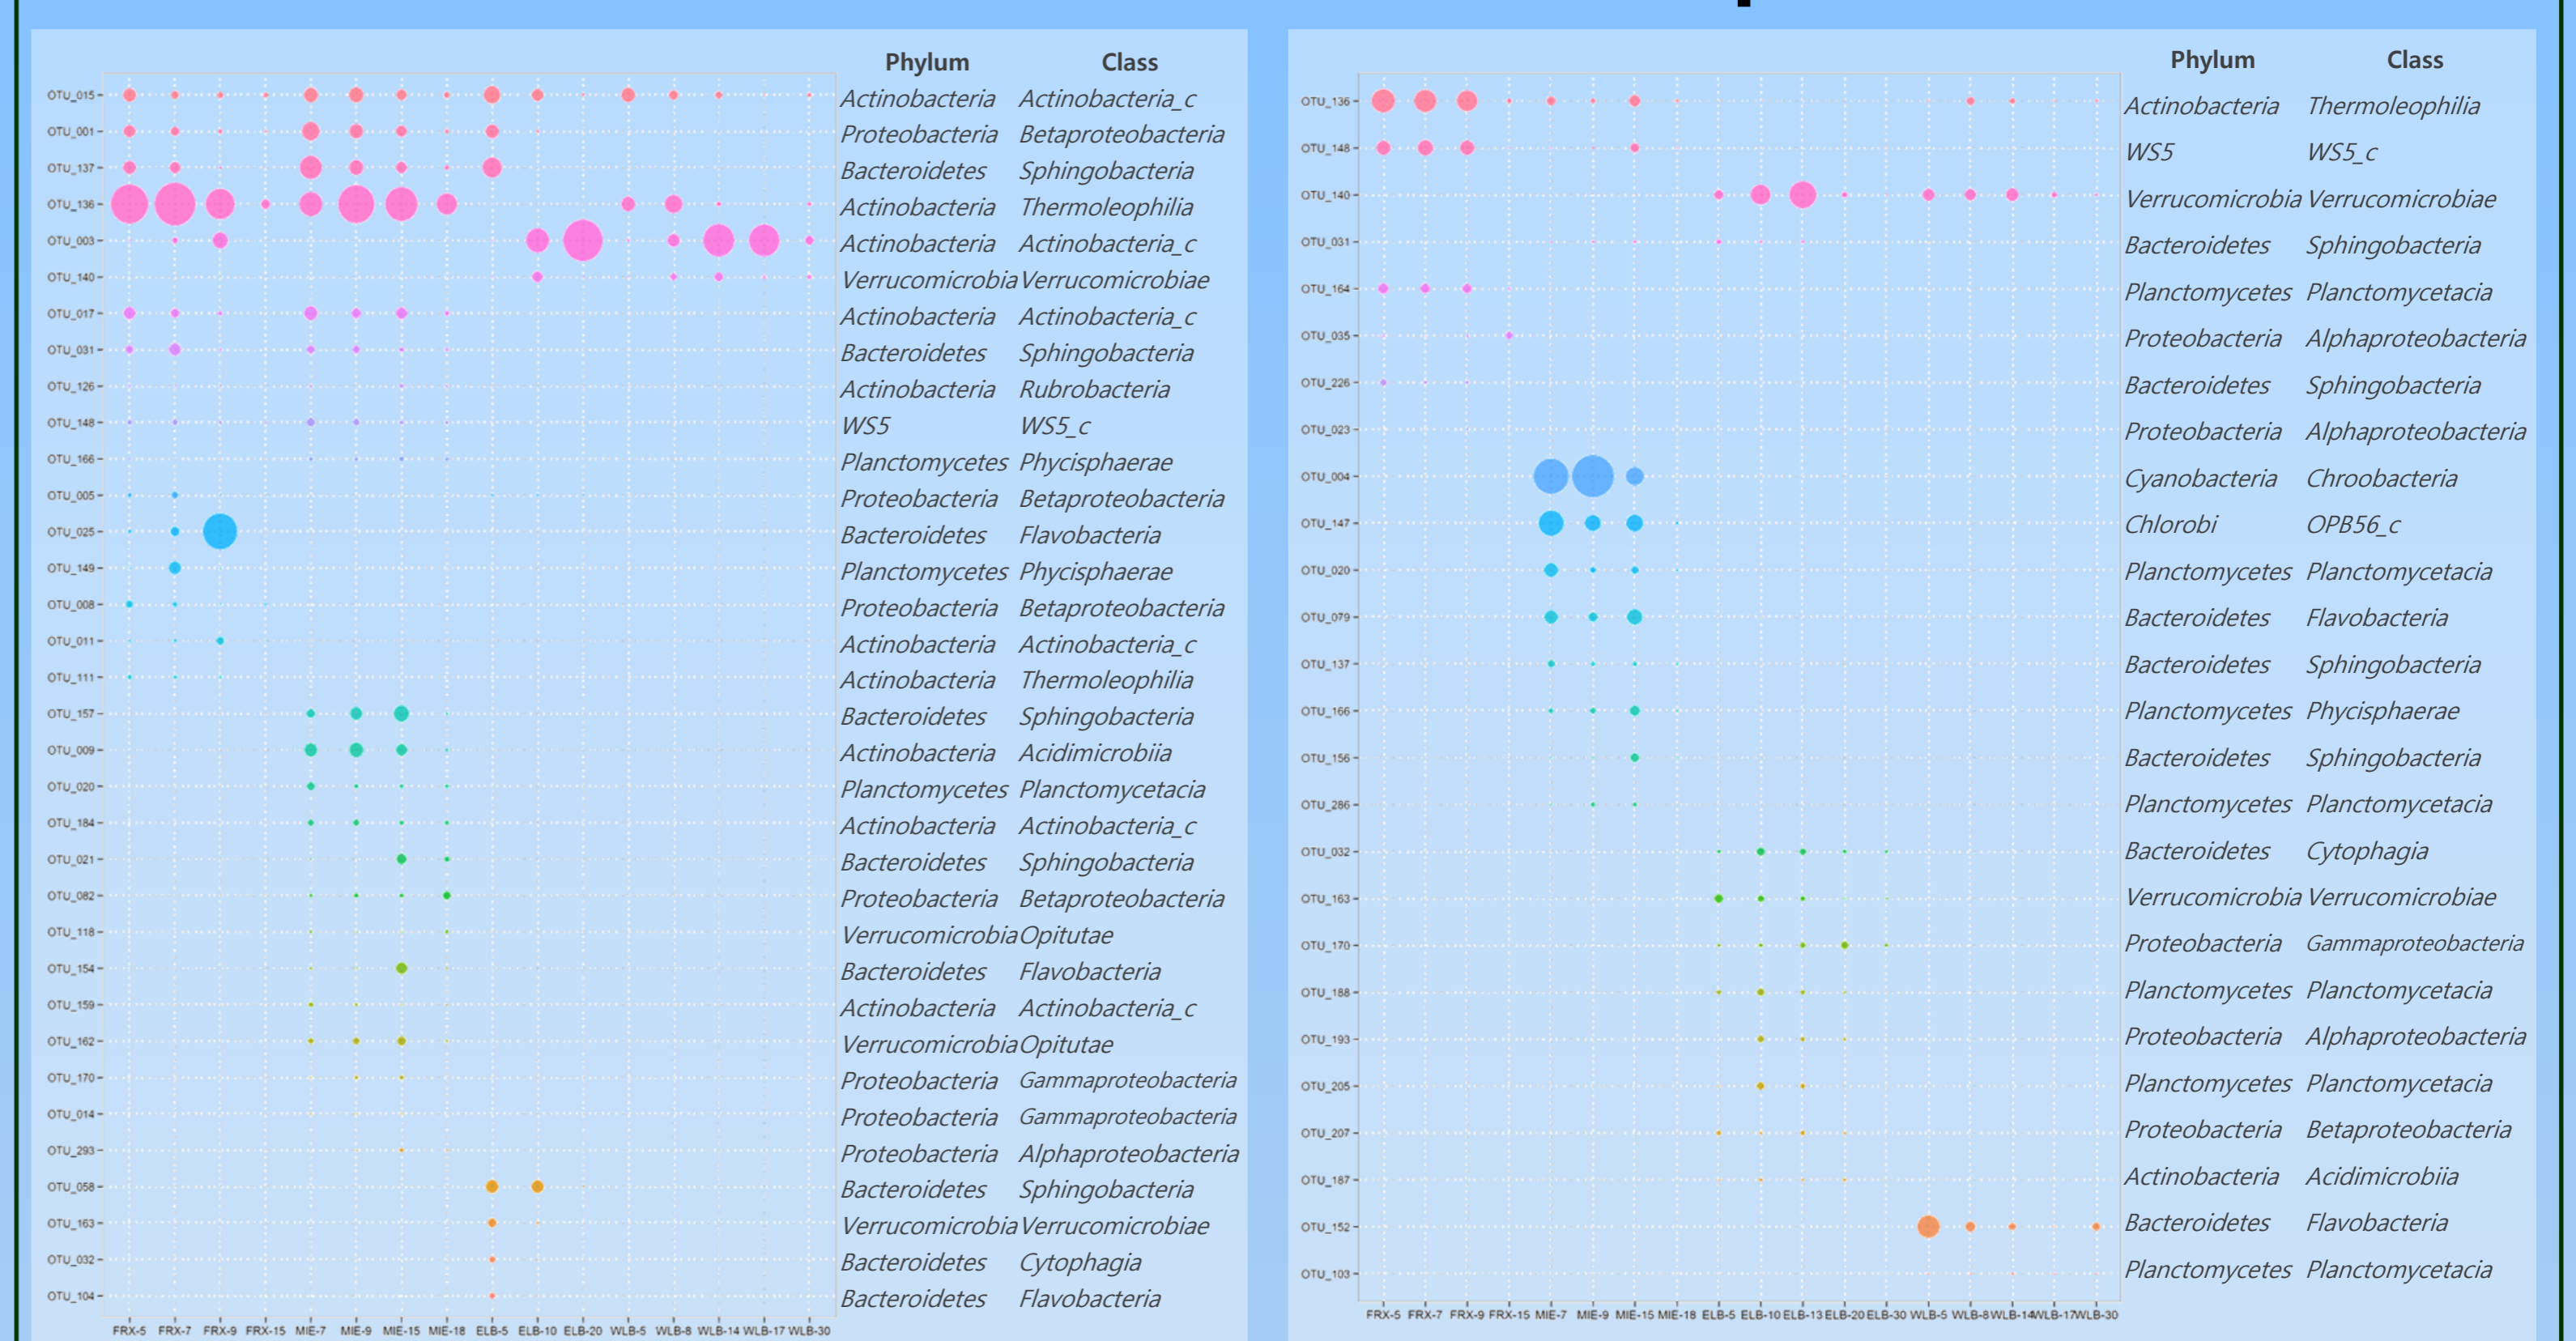 Phylum Class
OTU_015 Actinobacteria Actinobacteria_c
OTU_001 Proteobacteria Betaproteobacteria
OTU_137 Bacteroidetes Sphingobacteria
OTU_136 Actinobacteria Thermoleophilia
OTU_003 Actinobacteria Actinobacteria_c
OTU_140 Verrucomicrobia Verrucomicrobiae
OTU_017 Actinobacteria Actinobacteria_c
OTU_031 Bacteroidetes Sphingobacteria
OTU_126 Actinobacteria Rubrobacteria
OTU_148 WS5 WS5_c
OTU_166 Planctomycetes Phycisphaerae
OTU_005 Proteobacteria Betaproteobacteria
OTU_025 Bacteroidetes Flavobacteria
OTU_149 Planctomycetes Phycisphaerae
OTU_008 Proteobacteria Betaproteobacteria
OTU_011 Actinobacteria Actinobacteria_c
OTU_111 Actinobacteria Thermoleophilia
OTU_157 Bacteroidetes Sphingobacteria
OTU_009 Actinobacteria Acidimicrobiia
OTU_020 Planctomycetes Planctomycetacia
OTU_184 Actinobacteria Actinobacteria_c
OTU_021 Bacteroidetes Sphingobacteria
OTU_082 Proteobacteria Betaproteobacteria
OTU_118 Verrucomicrobia Opitutae
OTU_154 Bacteroidetes Flavobacteria
OTU_159 Actinobacteria Actinobacteria_c
OTU_162 Verrucomicrobia Opitutae
OTU_170 Proteobacteria Gammaproteobacteria
OTU_014 Proteobacteria Gammaproteobacteria
OTU_293 Proteobacteria Alphaproteobacteria
OTU_058 Bacteroidetes Sphingobacteria
OTU_163 Verrucomicrobia Verrucomicrobiae
OTU_032 Bacteroidetes Cytophagia
OTU_104 Bacteroidetes Flavobacteria
FRX-5 FRX-7 FRX-9 FRX-15 MIE-7 MIE-9 MIE-15 MIE-18 ELB-5 ELB-10 ELB-20 WLB-5 WLB-8 WLB-14 WLB-17 WLB-30
Phylum Class
OTU_136 Actinobacteria Thermoleophilia
OTU_148 WS5 WS5_c
OTU_140 Verrucomicrobia Verrucomicrobiae
OTU_031 Bacteroidetes Sphingobacteria
OTU_164 Planctomycetes Planctomycetacia
OTU_035 Proteobacteria Alphaproteobacteria
OTU_226 Bacteroidetes Sphingobacteria
OTU_023 Proteobacteria Alphaproteobacteria
OTU_004 Cyanobacteria Chroobacteria
OTU_147 Chlorobi OPB56_c
OTU_020 Planctomycetes Planctomycetacia
OTU_079 Bacteroidetes Flavobacteria
OTU_137 Bacteroidetes Sphingobacteria
OTU_166 Planctomycetes Phycisphaerae
OTU_156 Bacteroidetes Sphingobacteria
OTU_286 Planctomycetes Planctomycetacia
OTU_032 Bacteroidetes Cytophagia
OTU_163 Verrucomicrobia Verrucomicrobiae
OTU_170 Proteobacteria Gammaproteobacteria
OTU_188 Planctomycetes Planctomycetacia
OTU_193 Proteobacteria Alphaproteobacteria
OTU_205 Planctomycetes Planctomycetacia
OTU_207 Proteobacteria Betaproteobacteria
OTU_187 Actinobacteria Acidimicrobiia
OTU_152 Bacteroidetes Flavobacteria
OTU_103 Planctomycetes Planctomycetacia
FRX-5 FRX-7 FRX-9 FRX-15 MIE-7 MIE-9 MIE-15 MIE-18 ELB-5 ELB-10 ELB-13 ELB-20 ELB-30 WLB-5 WLB-8 WLB-14 WLB-17 WLB-30